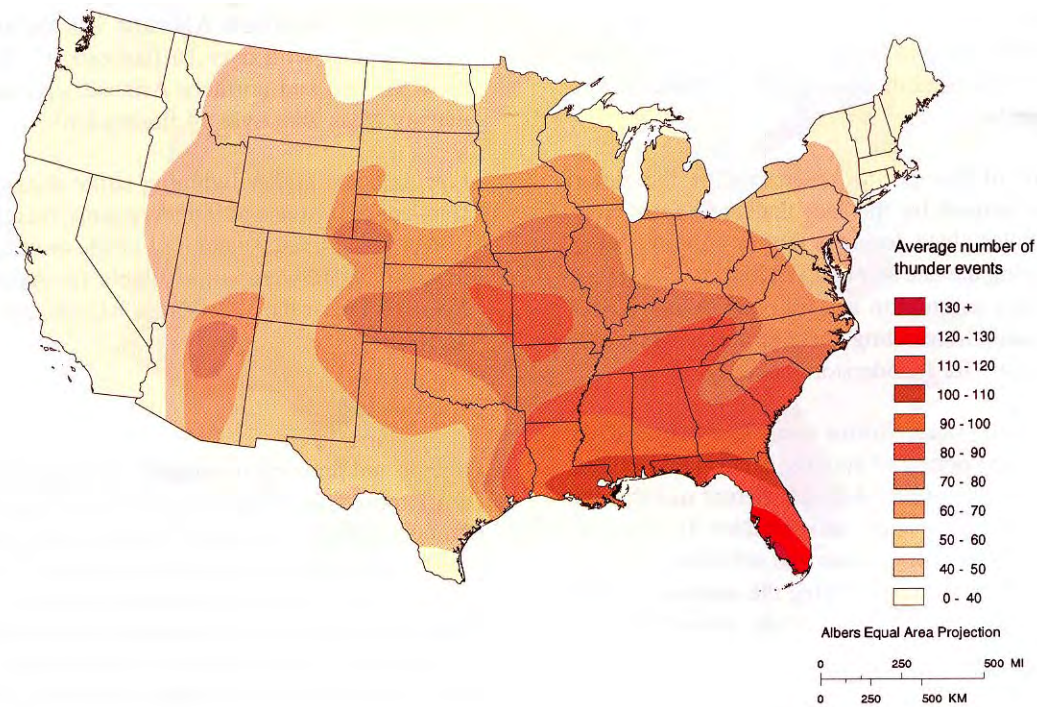 Average number of
thunder events
130 +
120 - 130
110 - 120
100 - 110
90 - 100
80 - 90
70 - 80
60 - 70
50 - 60
40 - 50
0 - 40
Albers Equal Area Projection
0 250 500 MI
0 250 500 KM